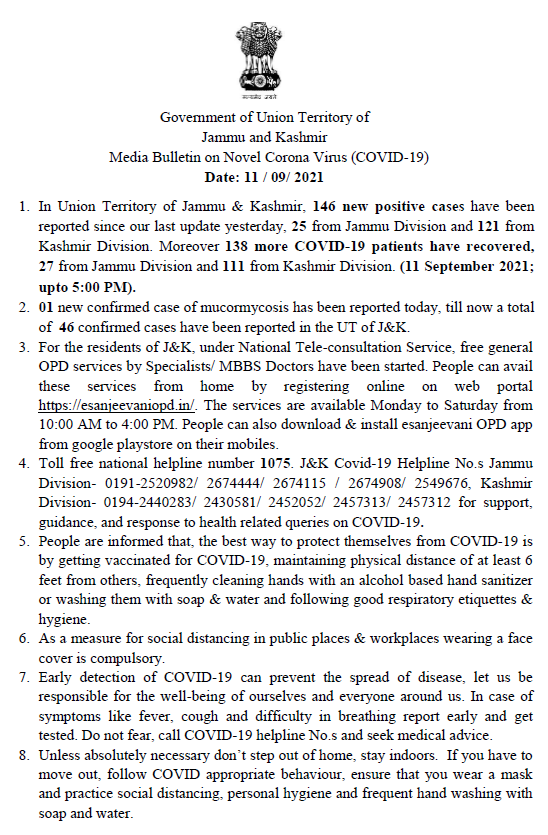 सत्यमेव जयते
Government of Union Territory of
Jammu and Kashmir
Media Bulletin on Novel Corona Virus (COVID-19)
Date: 11 / 09/ 2021
1. In Union Territory of Jammu & Kashmir, 146 new positive cases have been
reported since our last update yesterday, 25 from Jammu Division and 121 from
Kashmir Division. Moreover 138 more COVID-19 patients have recovered,
27 from Jammu Division and 111 from Kashmir Division. (11 September 2021;
upto 5:00 PM).
2. 01 new confirmed case of mucormycosis has been reported today, till now a total
of 46 confirmed cases have been reported in the UT of J&K.
3. For the residents of J&K, under National Tele-consultation Service, free general
OPD services by Specialists/ MBBS Doctors have been started. People can avail
these services from home by registering online on web portal
https://esanjeevaniopd.in/. The services are available Monday to Saturday from
10:00 AM to 4:00 PM. People can also download & install esanjeevani OPD app
from google playstore on their mobiles.
4. Toll free national helpline number 1075. J&K Covid-19 Helpline No.s Jammu
Division- 0191-2520982/ 2674444/ 2674115 / 2674908/ 2549676, Kashmir
Division- 0194-2440283/ 2430581/ 2452052/ 2457313/ 2457312 for support,
guidance, and response to health related queries on COVID-19.
5. People are informed that, the best way to protect themselves from COVID-19 is
by getting vaccinated for COVID-19, maintaining physical distance of at least 6
feet from others, frequently cleaning hands with an alcohol based hand sanitizer
or washing them with soap & water and following good respiratory etiquettes &
hygiene.
6. As a measure for social distancing in public places & workplaces wearing a face
cover is compulsory.
7. Early detection of COVID-19 can prevent the spread of disease, let us be
responsible for the well-being of ourselves and everyone around us. In case of
symptoms like fever, cough and difficulty in breathing report early and get
tested. Do not fear, call COVID-19 helpline No.s and seek medical advice.
8. Unless absolutely necessary don’t step out of home, stay indoors. If you have to
move out, follow COVID appropriate behaviour, ensure that you wear a mask
and practice social distancing, personal hygiene and frequent hand washing with
soap and water.